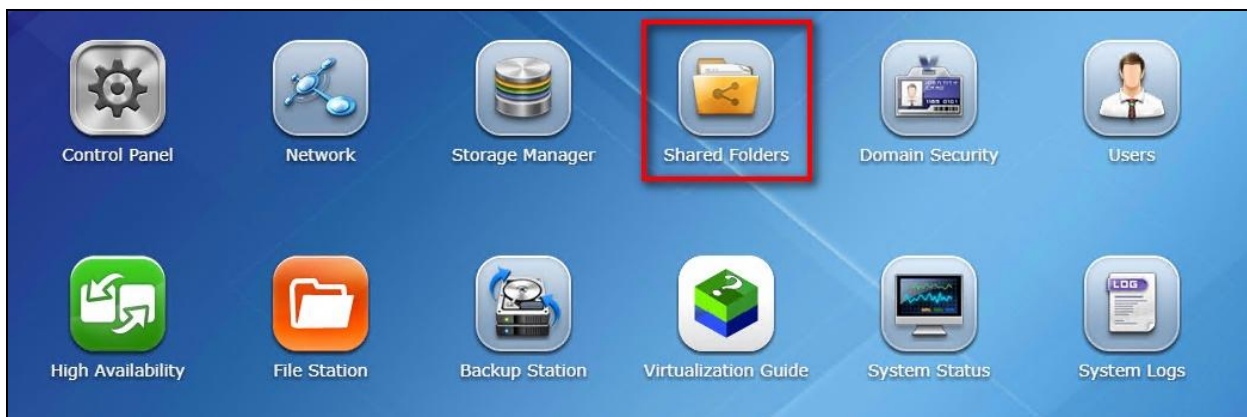 Control Panel
Network
Storage Manager
Shared Folders
Domain Security
Users
LOG
High Availability
File Station
Backup Station
Virtualization Guide
System Status
System Logs